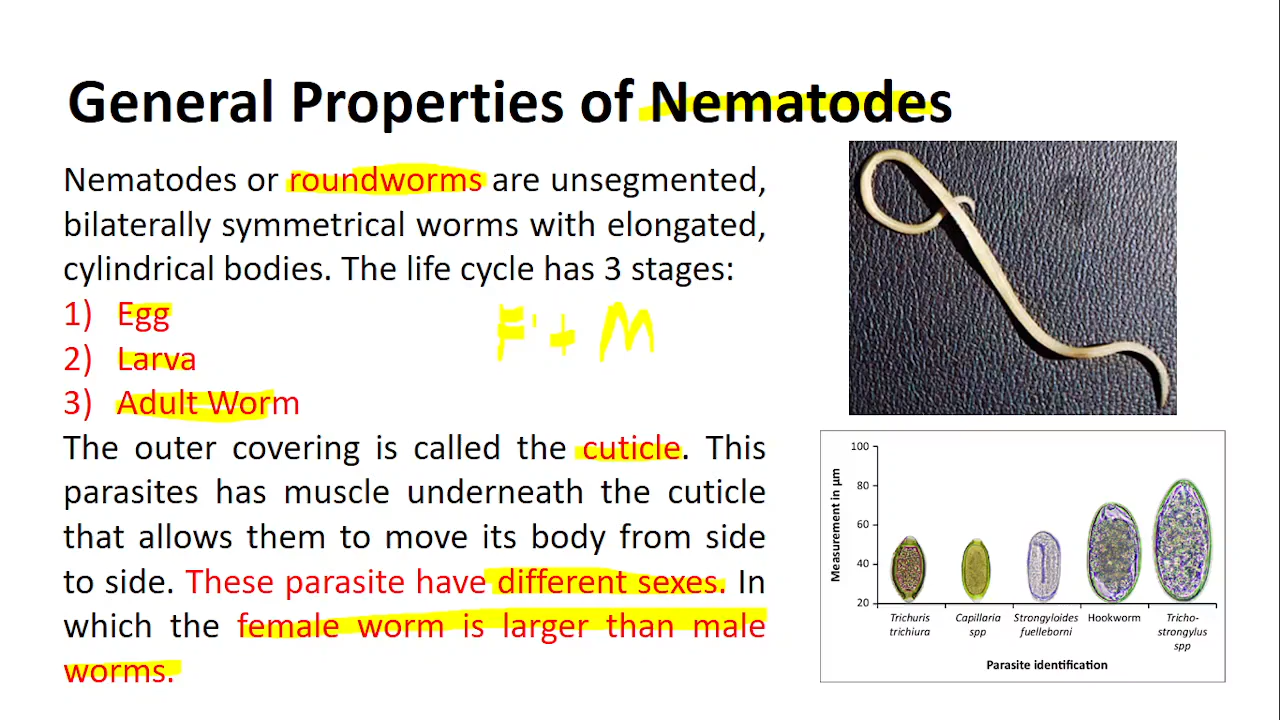 General Properties of Nematodes
Nematodes or roundworms are unsegmented,
bilaterally symmetrical worms with elongated,
cylindrical bodies. The life cycle has 3 stages:
1) Egg
2) Larva
3) Adult Worm
F + M
The outer covering is called the cuticle. This
parasites has muscle underneath the cuticle
that allows them to move its body from side
to side. These parasite have different sexes. In
which the female worm is larger than male
worms.
Measurement in μm
100
80
60
40
20
Trichuris
trichiura
Capillaria
spp
Strongyloides
fuelleborni
Hookworm
Tricho-
strongylus
spp
Parasite identification